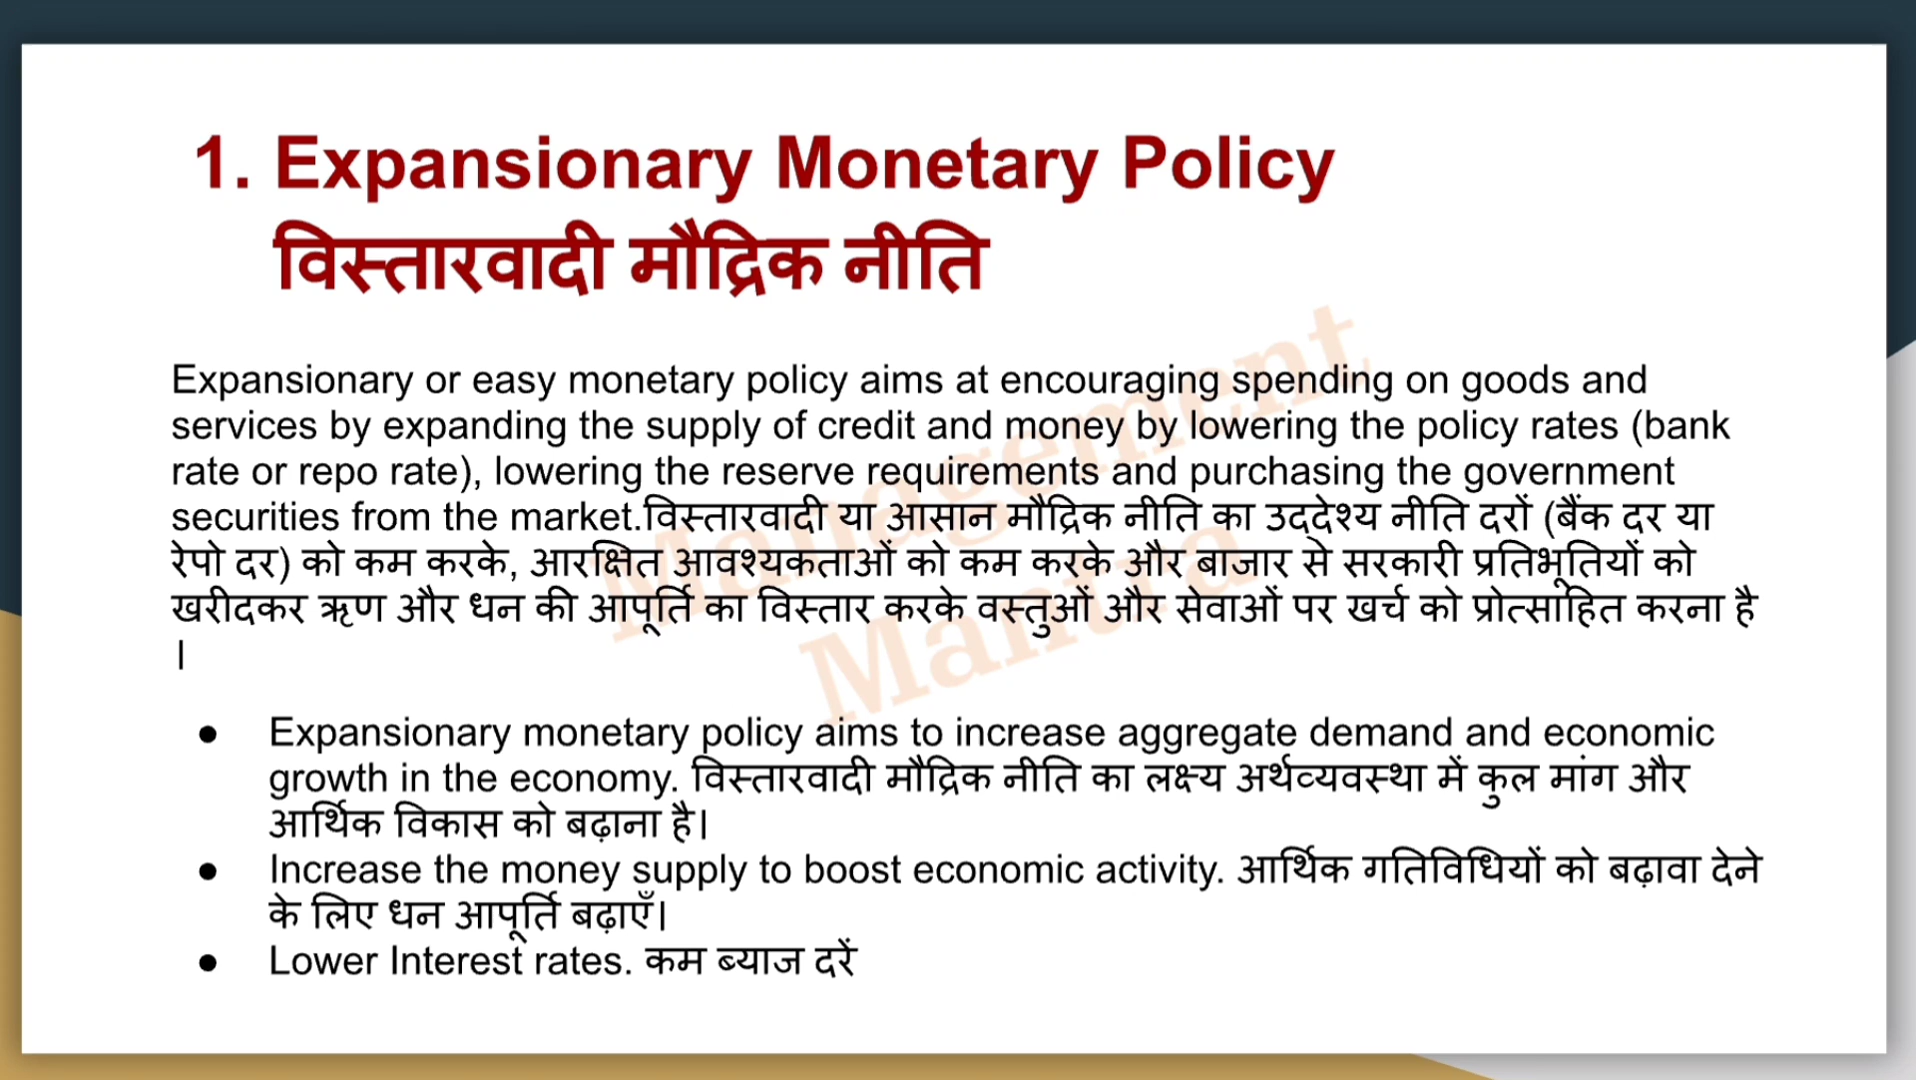 1. Expansionary Monetary Policy
विस्तारवादी मौद्रिक नीति
Expansionary or easy monetary policy aims at encouraging spending on goods and
services by expanding the supply of credit and money by lowering the policy rates (bank
rate or repo rate), lowering the reserve requirements and purchasing the government
securities from the market.विस्तारवादी या आसान मौद्रिक नीति का उद्देश्य नीति दरों (बैंक दर या
रेपो दर) को कम करके, आरक्षित आवश्यकताओं को कम करके और बाजार से सरकारी प्रतिभूतियों को
खरीदकर ऋण और धन की आपूर्ति का विस्तार करके वस्तुओं और सेवाओं पर खर्च को प्रोत्साहित करना है
।
● Expansionary monetary policy aims to increase aggregate demand and economic
growth in the economy. विस्तारवादी मौद्रिक नीति का लक्ष्य अर्थव्यवस्था में कुल मांग और
आर्थिक विकास को बढ़ाना है।
● Increase the money supply to boost economic activity. आर्थिक गतिविधियों को बढ़ावा देने
के लिए धन आपूर्ति बढ़ाएँ।
● Lower Interest rates. कम ब्याज दरें
Management
Mantra